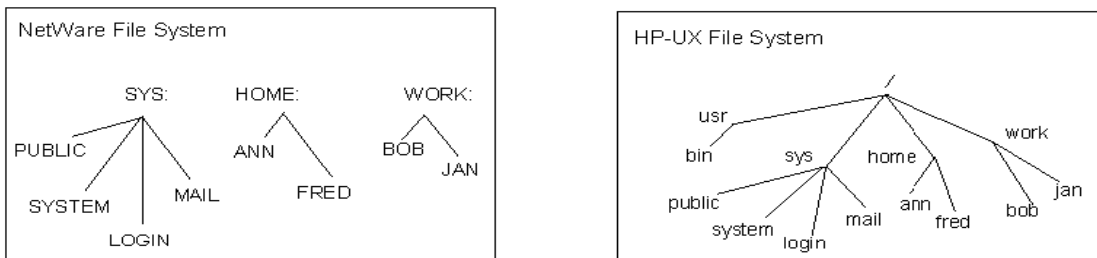 NetWare File System
SYS: HOME: WORK:
PUBLIC ANN BOB JAN
SYSTEM MAIL FRED
LOGIN
HP-UX File System
/
usr work
bin sys home
public system login mail ann fred bob jan